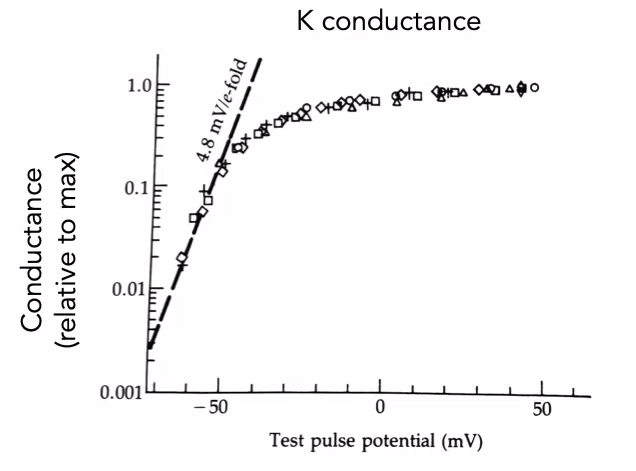 K conductance
4.8 mV/e-fold
1.0
0.1
0.01
0.001
Conductance
(relative to max)
−50
0
50
Test pulse potential (mV)